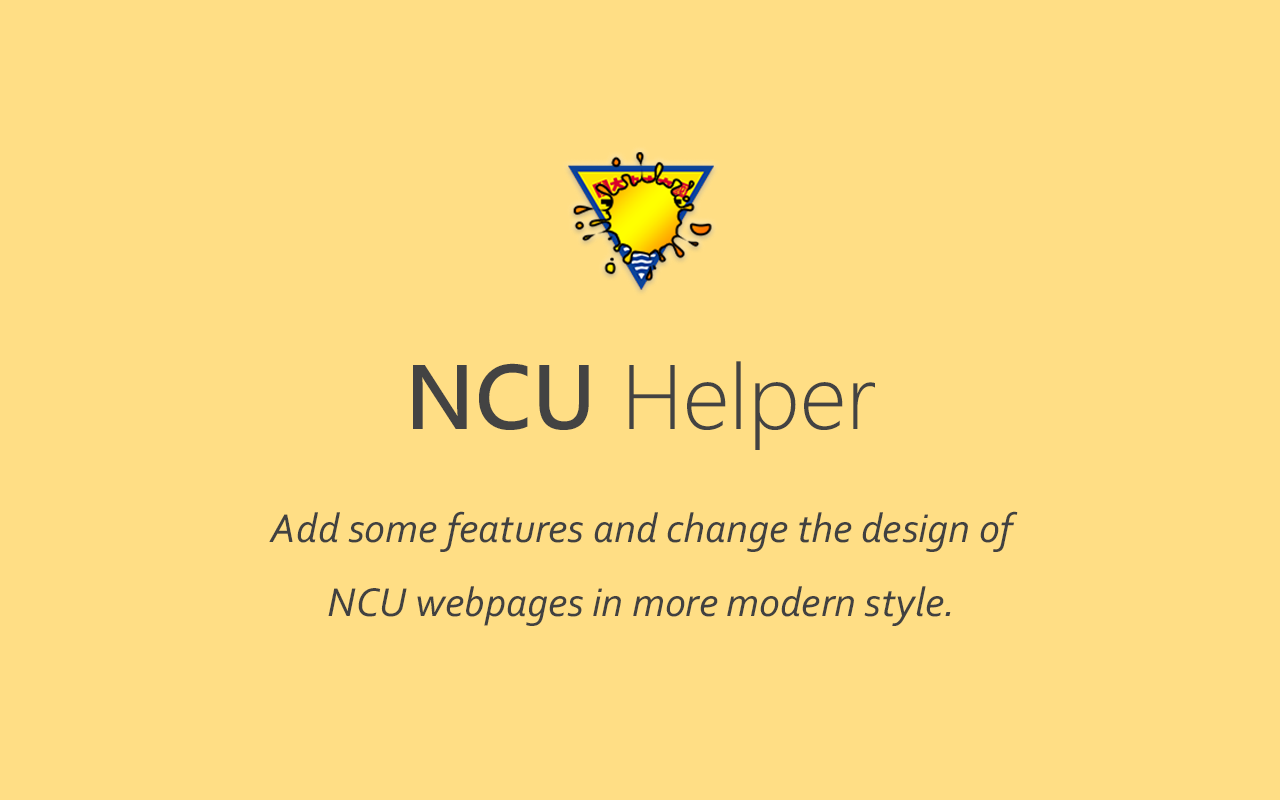 NCU Helper
Add some features and change the design of
NCU webpages in more modern style.